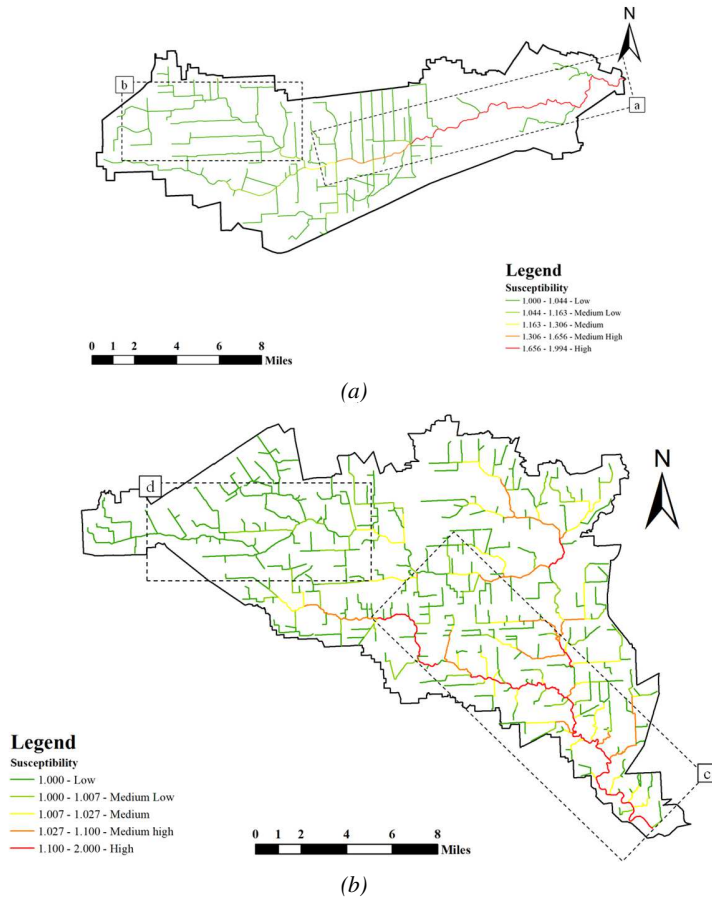 N
b
a
Legend
Susceptibility
1.000 - 1.044 - Low
1.044 - 1.163 - Medium Low
1.163 - 1.306 - Medium
1.306 - 1.656 - Medium High
1.656 - 1.994 - High
0 1 2 4 6 8
Miles
(a)
N
d
c
Legend
Susceptibility
1.000 - Low
1.000 - 1.007 - Medium Low
1.007 - 1.027 - Medium
1.027 - 1.100 - Medium high
1.100 - 2.000 - High
0 1 2 4 6 8
Miles
(b)